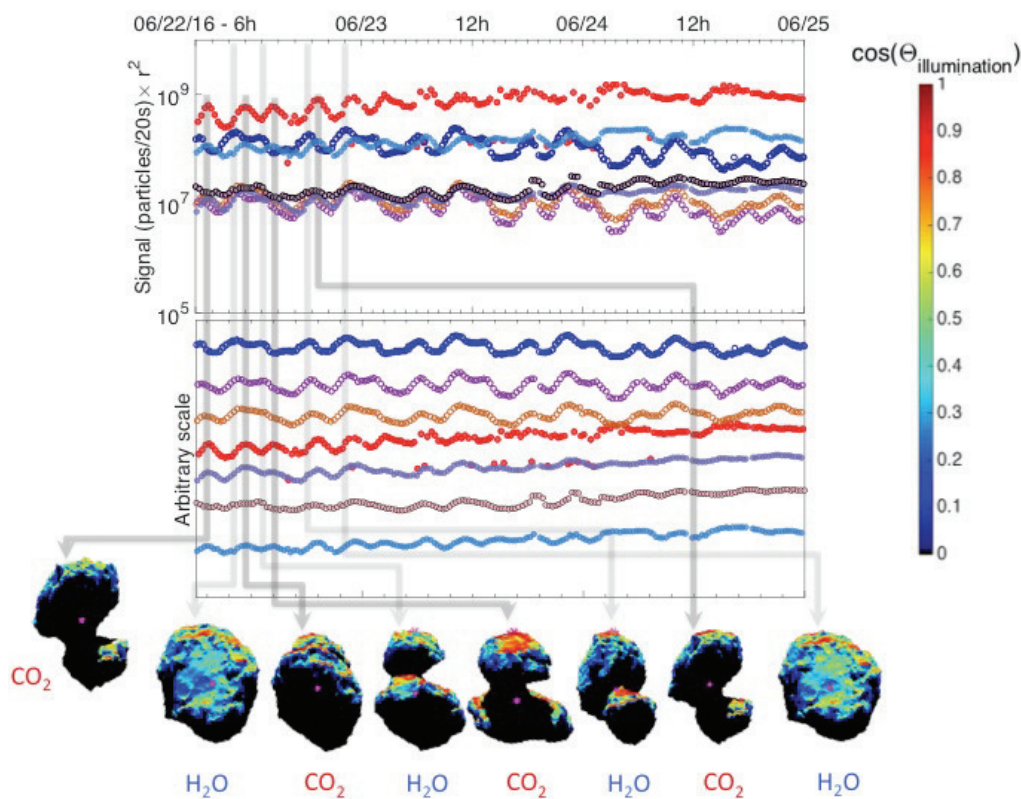 06/22/16 - 6h 06/23 12h 06/24 12h 06/25
cos(Θillumination)
Signal (particles/20s) × r²
10⁹
10⁷
10⁵
Arbitrary scale
1
0.9
0.8
0.7
0.6
0.5
0.4
0.3
0.2
0.1
0
CO₂
H₂O CO₂ H₂O CO₂ H₂O CO₂ H₂O